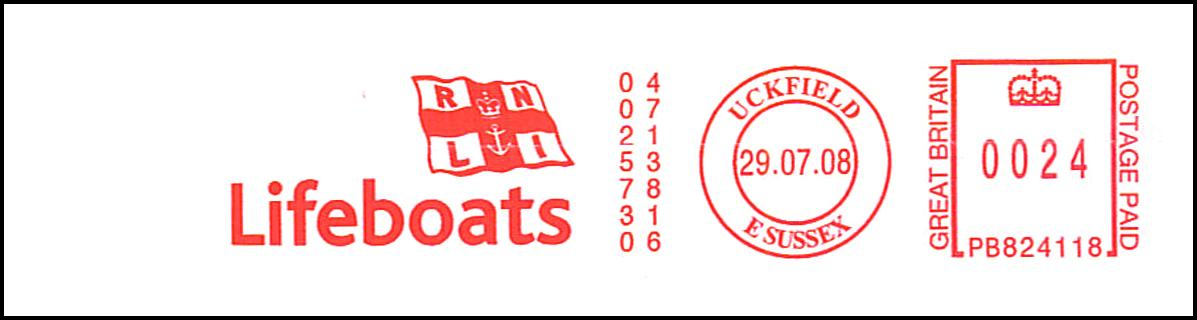 R N
L I
Lifeboats
0 4
0 7
2 1
5 3
7 8
3 1
0 6
UCKFIELD
29.07.08
E SUSSEX
GREAT BRITAIN
0024
PB824118
POSTAGE PAID